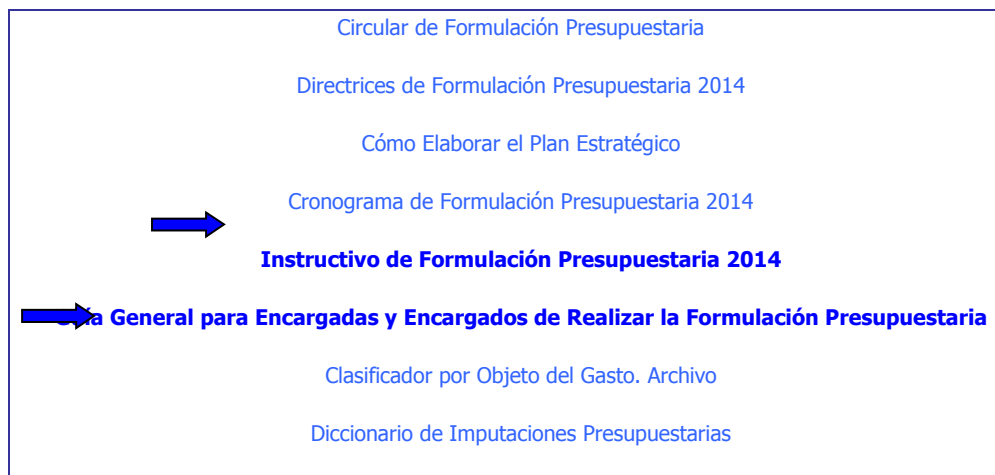 Circular de Formulación Presupuestaria
Directrices de Formulación Presupuestaria 2014
Cómo Elaborar el Plan Estratégico
Cronograma de Formulación Presupuestaria 2014
Instructivo de Formulación Presupuestaria 2014
General para Encargadas y Encargados de Realizar la Formulación Presupuestaria
Clasificador por Objeto del Gasto. Archivo
Diccionario de Imputaciones Presupuestarias